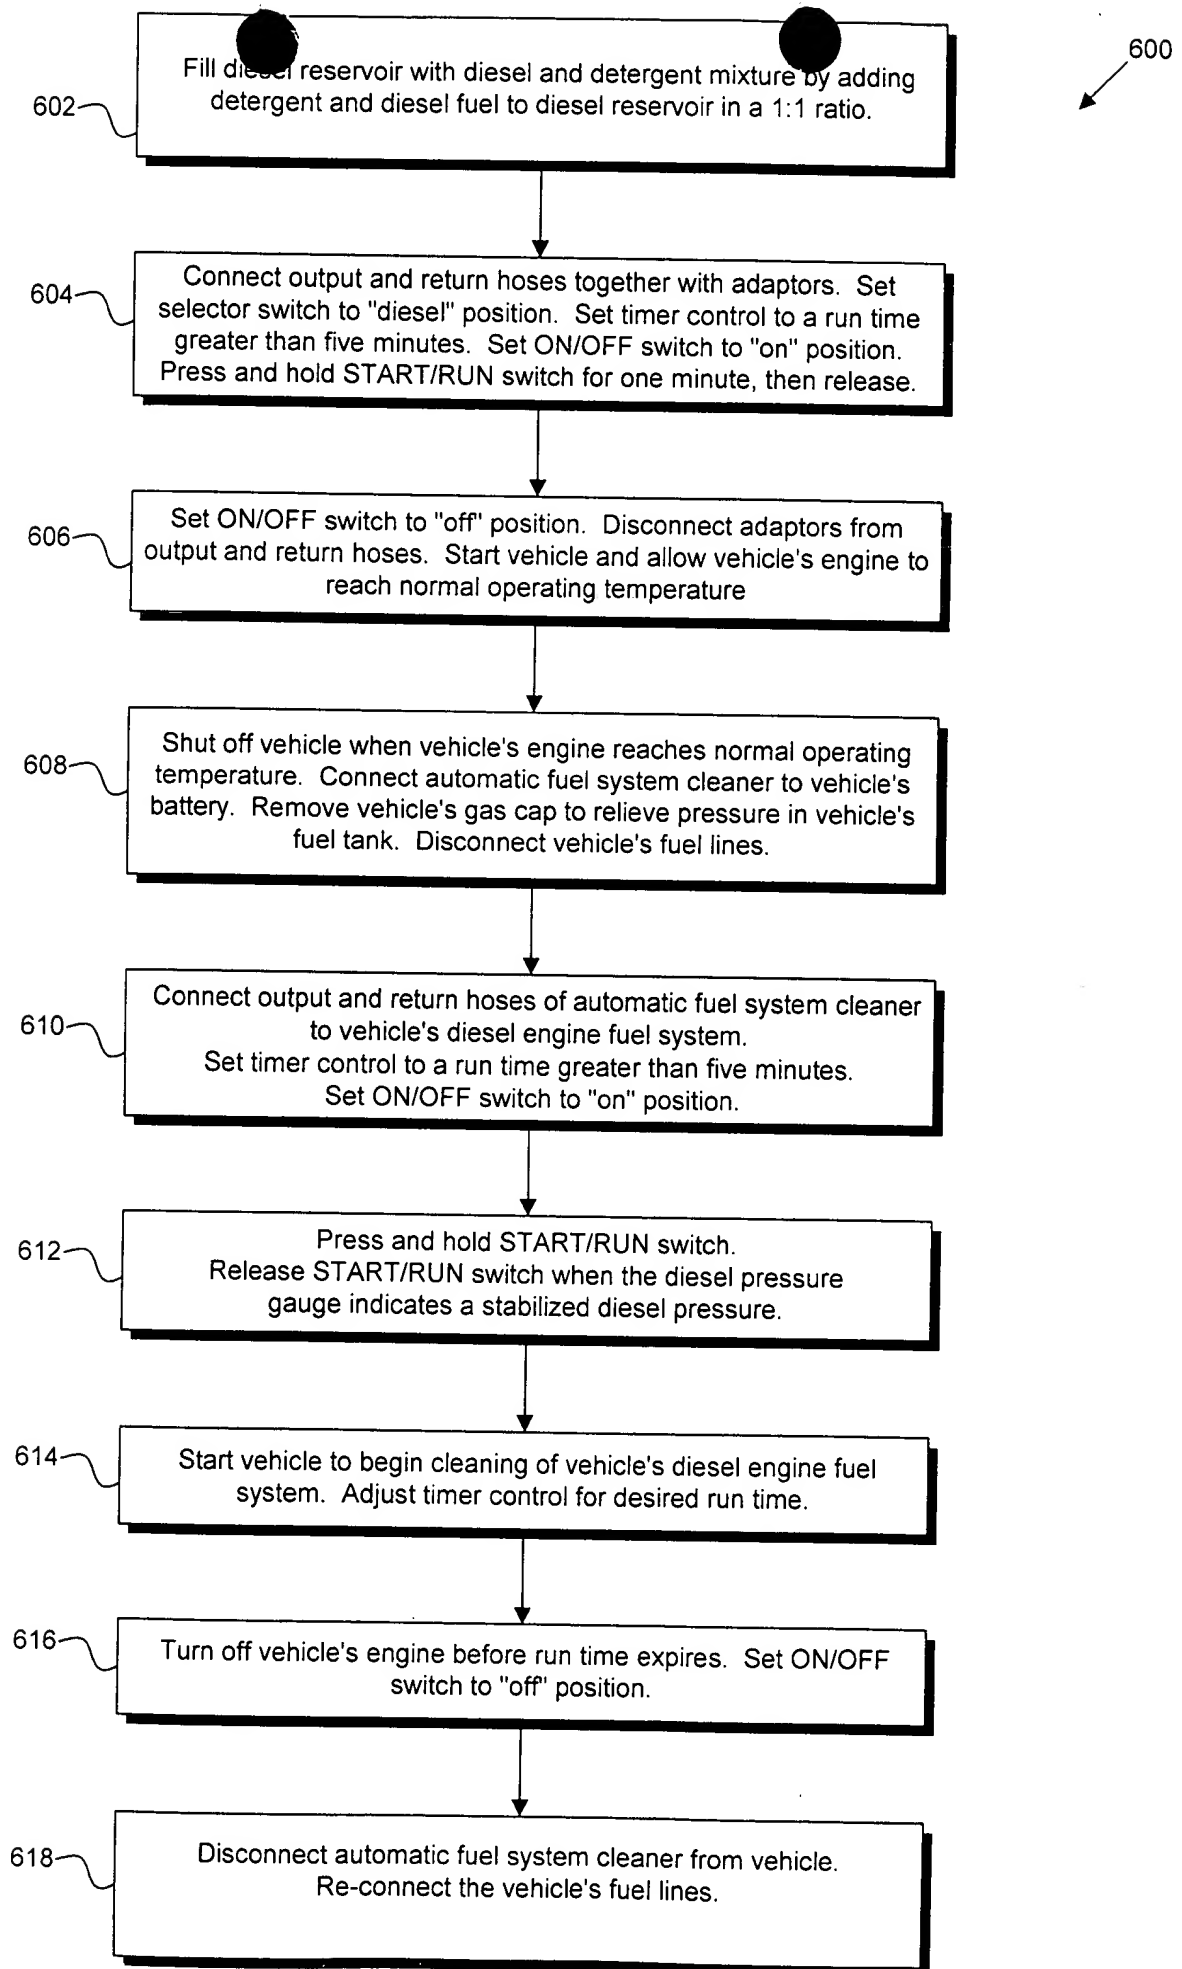 600
Fill diesel reservoir with diesel and detergent mixture by adding
detergent and diesel fuel to diesel reservoir in a 1:1 ratio.
602
Connect output and return hoses together with adaptors. Set
selector switch to "diesel" position. Set timer control to a run time
greater than five minutes. Set ON/OFF switch to "on" position.
Press and hold START/RUN switch for one minute, then release.
604
Set ON/OFF switch to "off" position. Disconnect adaptors from
output and return hoses. Start vehicle and allow vehicle's engine to
reach normal operating temperature
606
Shut off vehicle when vehicle's engine reaches normal operating
temperature. Connect automatic fuel system cleaner to vehicle's
battery. Remove vehicle's gas cap to relieve pressure in vehicle's
fuel tank. Disconnect vehicle's fuel lines.
608
Connect output and return hoses of automatic fuel system cleaner
to vehicle's diesel engine fuel system.
Set timer control to a run time greater than five minutes.
Set ON/OFF switch to "on" position.
610
Press and hold START/RUN switch.
Release START/RUN switch when the diesel pressure
gauge indicates a stabilized diesel pressure.
612
Start vehicle to begin cleaning of vehicle's diesel engine fuel
system. Adjust timer control for desired run time.
614
Turn off vehicle's engine before run time expires. Set ON/OFF
switch to "off" position.
616
Disconnect automatic fuel system cleaner from vehicle.
Re-connect the vehicle's fuel lines.
618